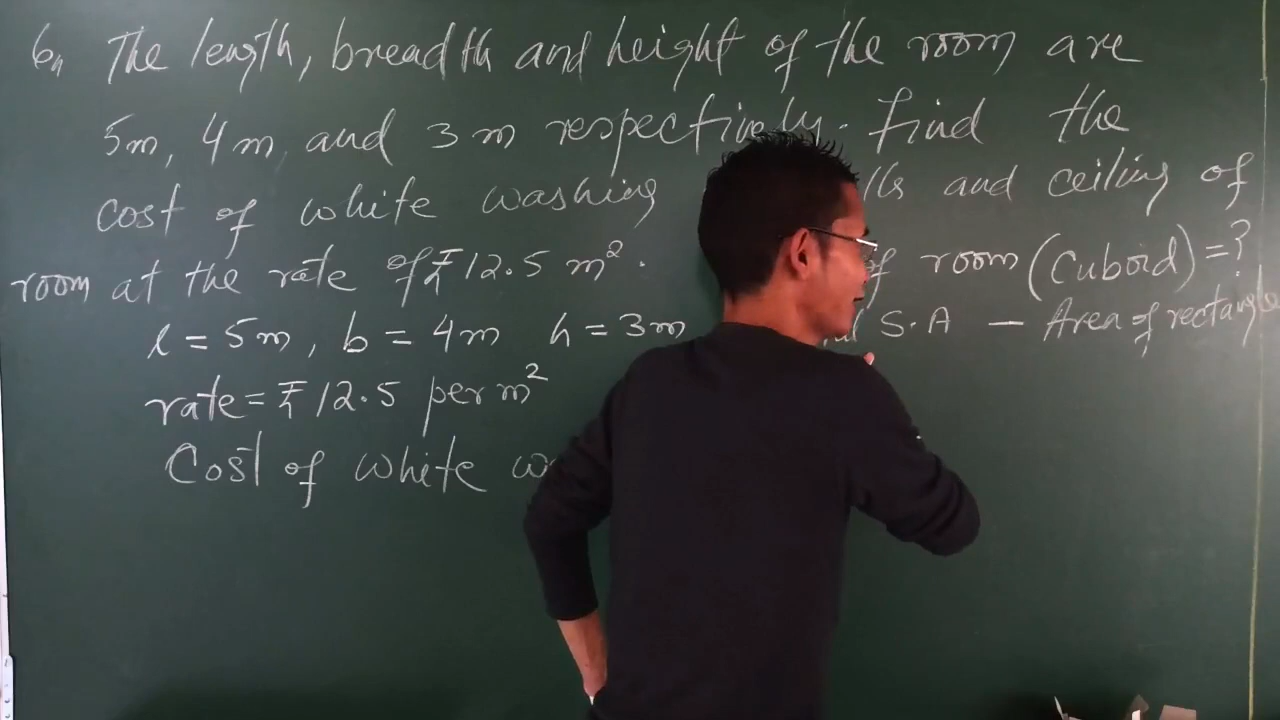 6, The length, breadth and height of the room are
5m, 4m and 3m respectively. Find the
cost of white washing and ceiling of
room at the rate of ₹12.5 m². of room (cuboid) = ?
l = 5m, b = 4m h = 3m S.A — Area of rectangle
rate = ₹12.5 per m²
Cost of white